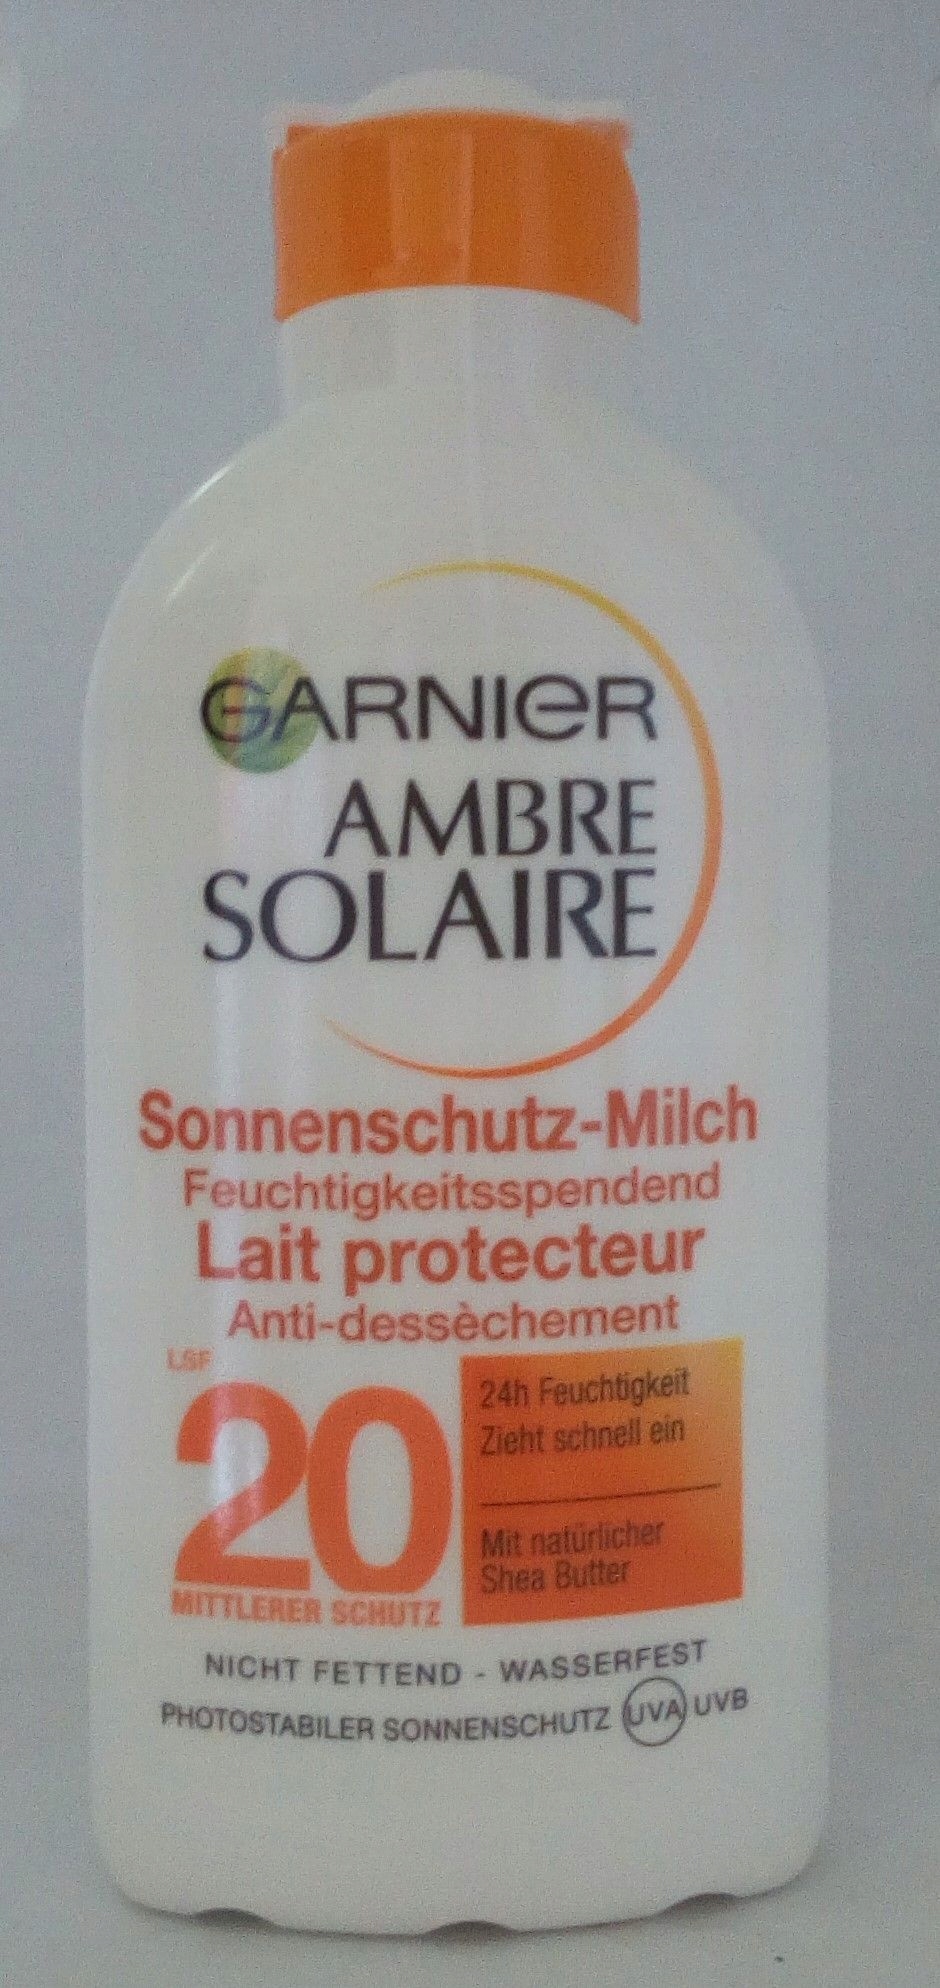 GARNIER
AMBRE
SOLAIRE
Sonnenschutz-Milch
Feuchtigkeitsspendend
Lait protecteur
Anti-dessèchement
LSF
20
MITTLERER SCHUTZ
24h Feuchtigkeit
Zieht schnell ein
Mit natürlicher
Shea Butter
NICHT FETTEND - WASSERFEST
PHOTOSTABILER SONNENSCHUTZ UVA UVB